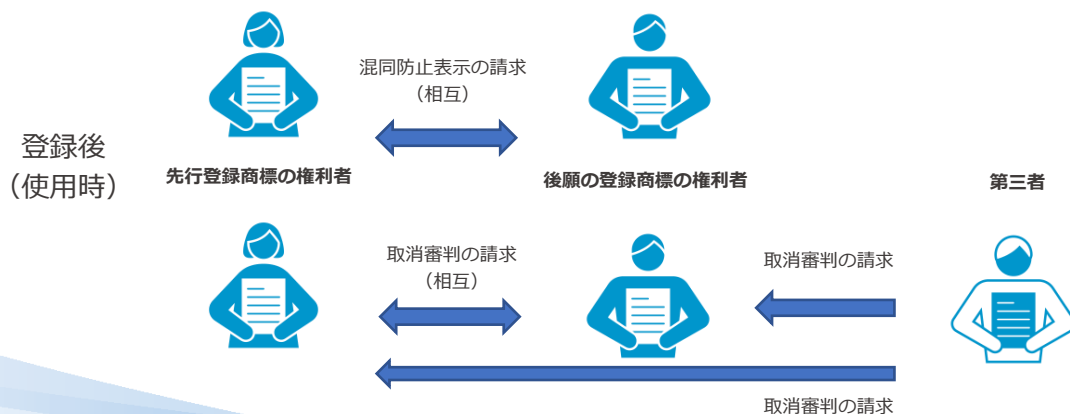 混同防止表示の請求
（相互）
登録後
（使用時）
先行登録商標の権利者
後願の登録商標の権利者
第三者
取消審判の請求
（相互）
取消審判の請求
取消審判の請求